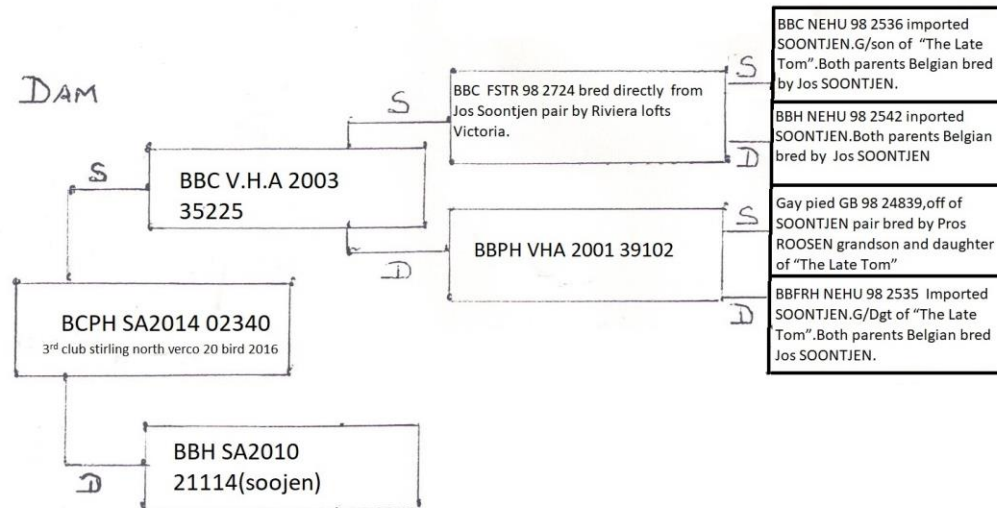 DAM
S
BCPH SA2014 02340
3rd club stirling north verco 20 bird 2016
D
S
BBC V.H.A 2003
35225
D
BBH SA2010
21114(soojen)
S
BBC FSTR 98 2724 bred directly from
Jos Soontjen pair by Riviera lofts
Victoria.
D
BBPH VHA 2001 39102
S
BBC NEHU 98 2536 imported
SOONTJEN.G/son of “The Late
Tom”.Both parents Belgian bred
by Jos SOONTJEN.
D
BBH NEHU 98 2542 inported
SOONTJEN.Both parents Belgian
bred by Jos SOONTJEN
S
Gay pied GB 98 24839,off of
SOONTJEN pair bred by Pros
ROOSEN grandson and daughter
of “The Late Tom”
D
BBFRH NEHU 98 2535 Imported
SOONTJEN.G/Dgt of “The Late
Tom”.Both parents Belgian bred
Jos SOONTJEN.